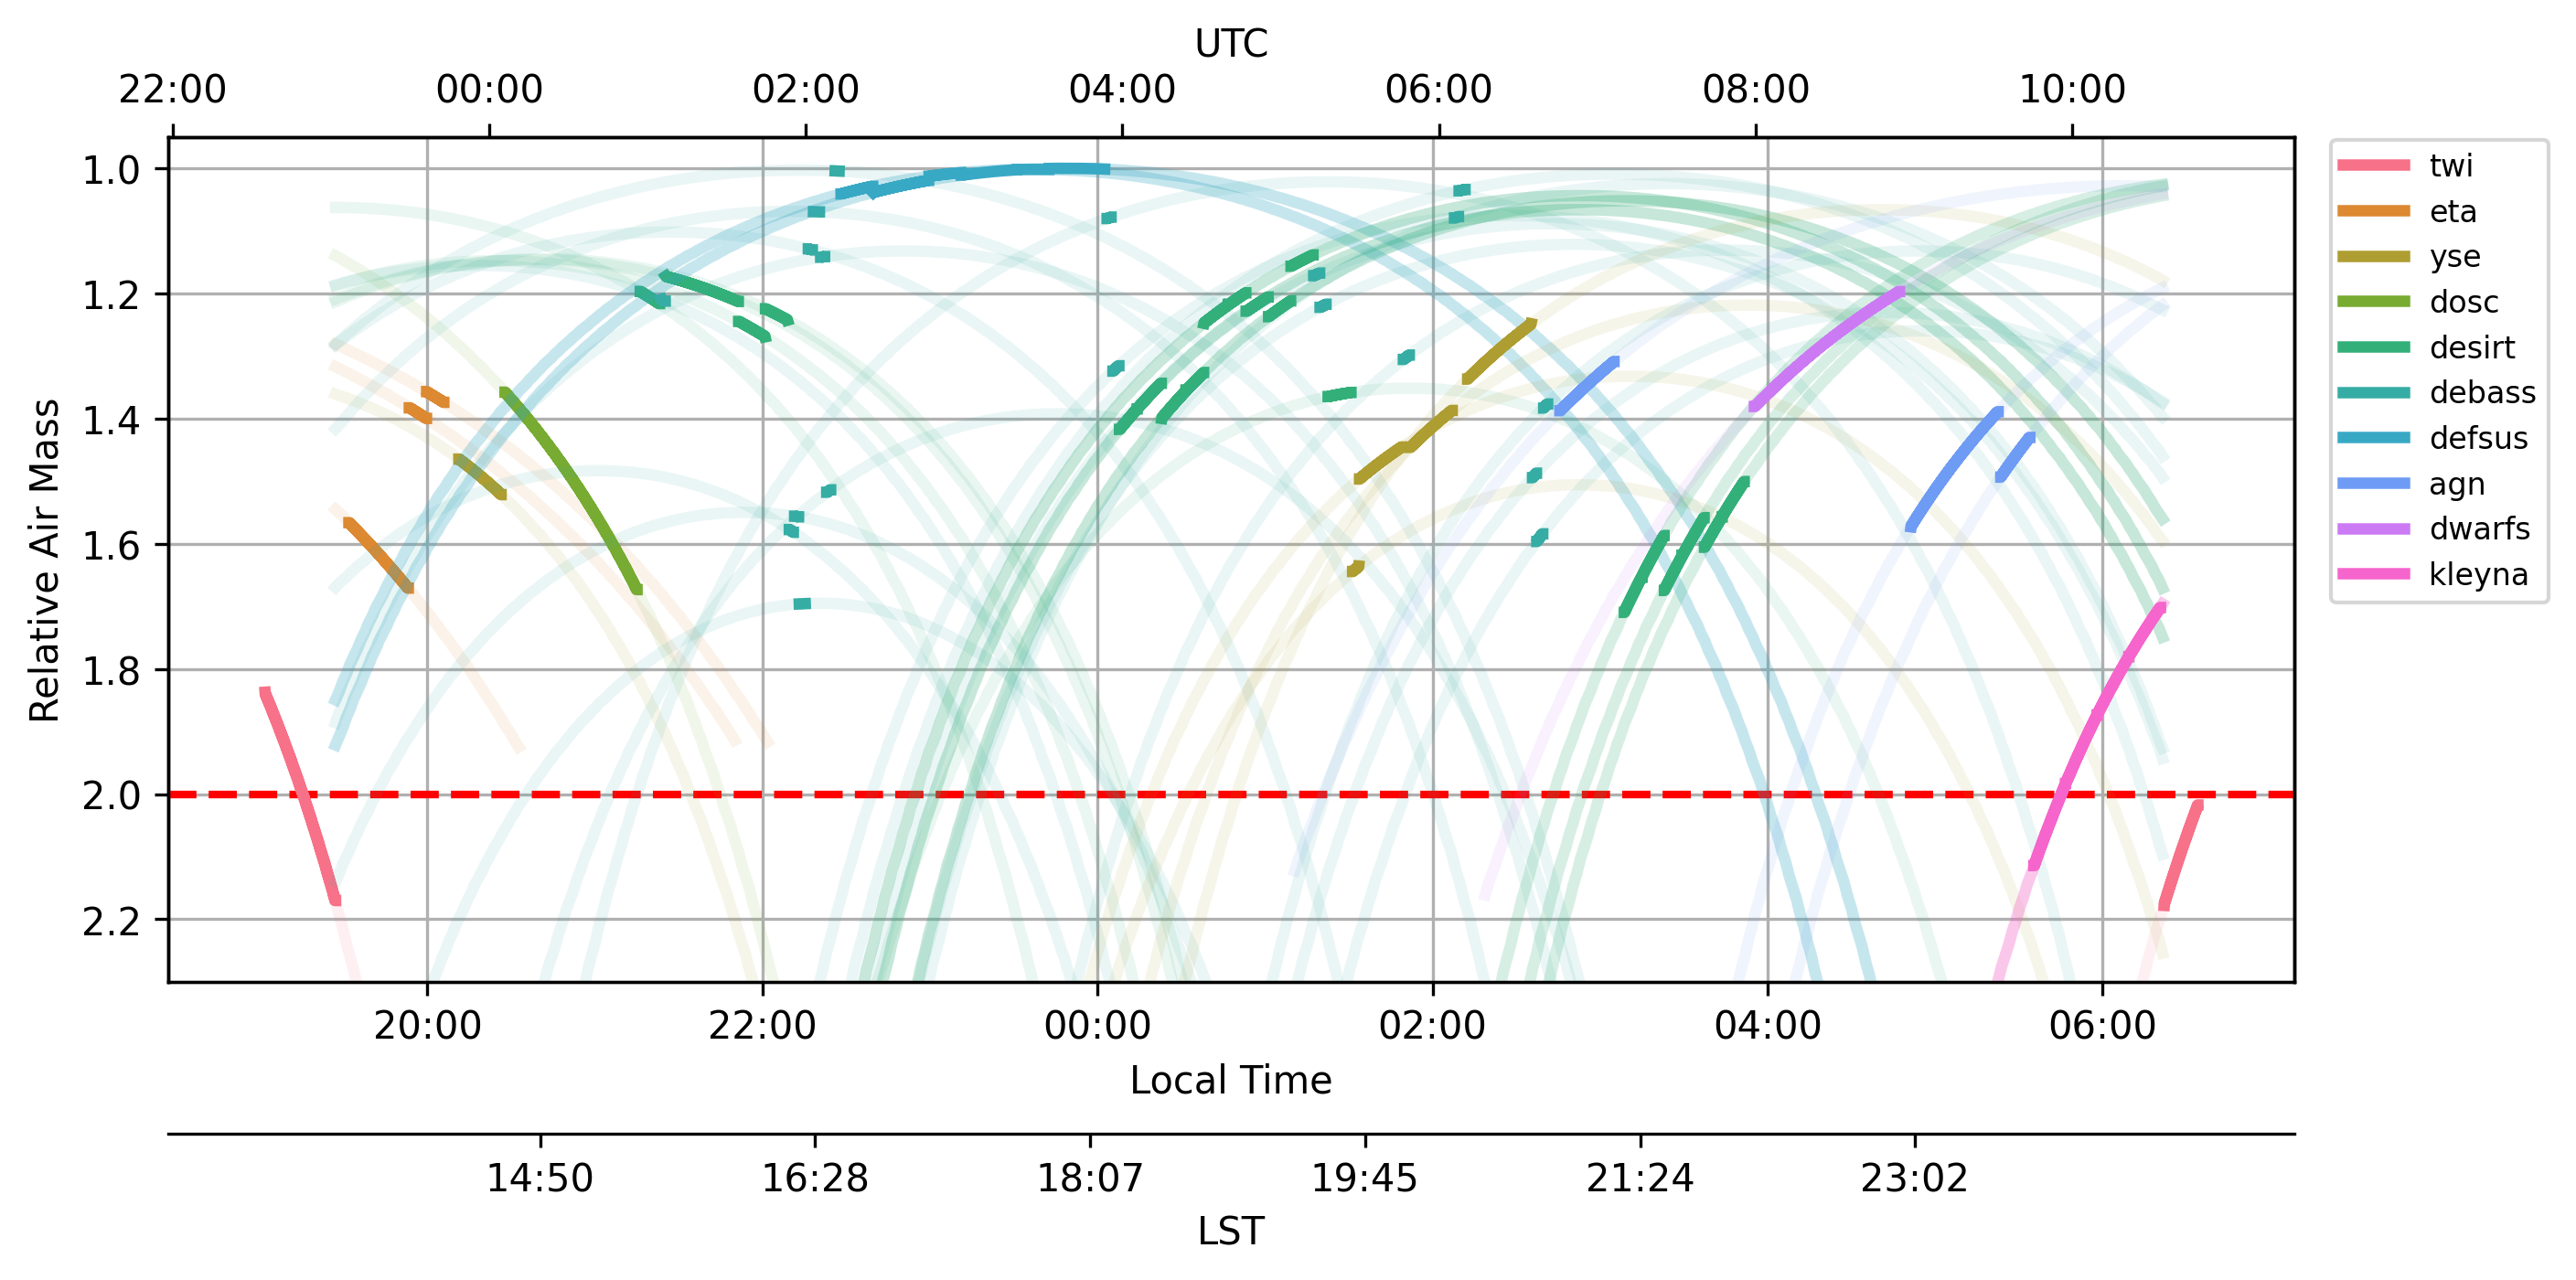 UTC
22:00 00:00 02:00 04:00 06:00 08:00 10:00
Relative Air Mass
1.0
1.2
1.4
1.6
1.8
2.0
2.2
twi
eta
yse
dosc
desirt
debass
defsus
agn
dwarfs
kleyna
20:00 22:00 00:00 02:00 04:00 06:00
Local Time
14:50 16:28 18:07 19:45 21:24 23:02
LST